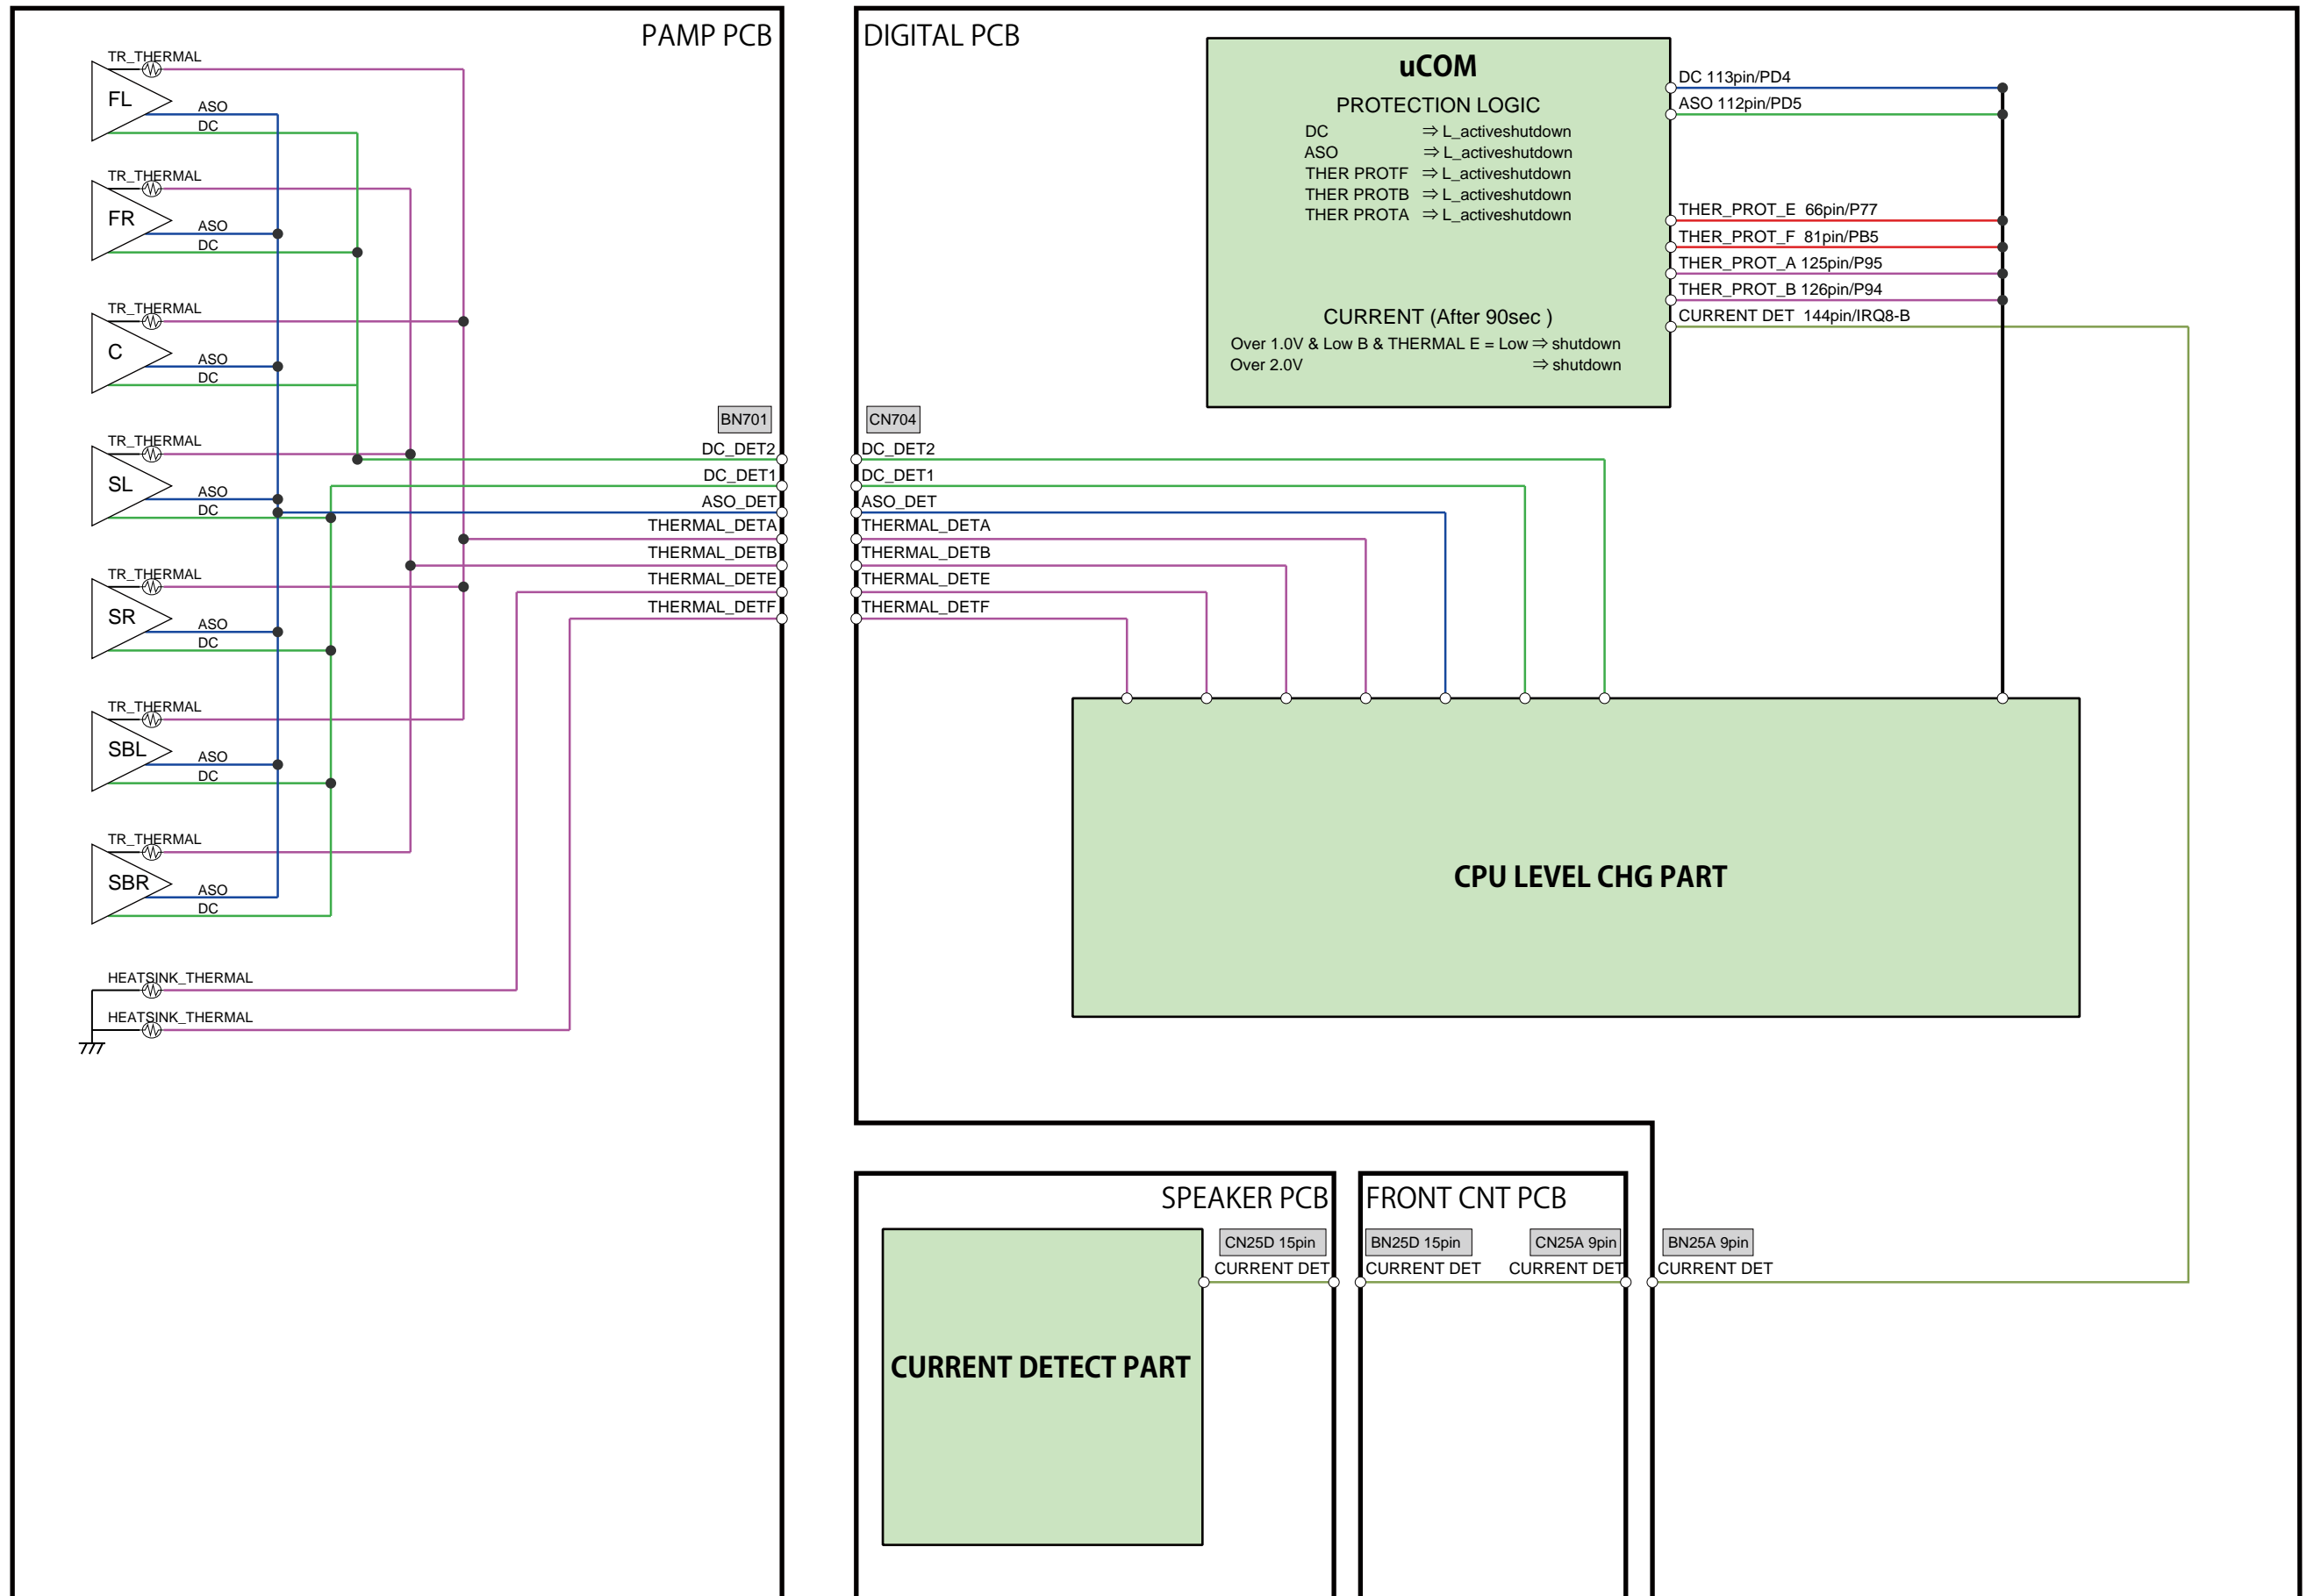 PAMP PCB
TR_THERMAL
FL
ASO
DC
TR_THERMAL
FR
ASO
DC
TR_THERMAL
C
ASO
DC
TR_THERMAL
SL
ASO
DC
TR_THERMAL
SR
ASO
DC
TR_THERMAL
SBL
ASO
DC
TR_THERMAL
SBR
ASO
DC
HEATSINK_THERMAL
HEATSINK_THERMAL
BN701
DC_DET2
DC_DET1
ASO_DET
THERMAL_DETA
THERMAL_DETB
THERMAL_DETE
THERMAL_DETF
DIGITAL PCB
CN704
DC_DET2
DC_DET1
ASO_DET
THERMAL_DETA
THERMAL_DETB
THERMAL_DETE
THERMAL_DETF
uCOM
PROTECTION LOGIC
DC ⇒ L_activeshutdown
ASO ⇒ L_activeshutdown
THER PROTF ⇒ L_activeshutdown
THER PROTB ⇒ L_activeshutdown
THER PROTA ⇒ L_activeshutdown
CURRENT (After 90sec )
Over 1.0V & Low B & THERMAL E = Low ⇒ shutdown
Over 2.0V ⇒ shutdown
DC 113pin/PD4
ASO 112pin/PD5
THER_PROT_E 66pin/P77
THER_PROT_F 81pin/PB5
THER_PROT_A 125pin/P95
THER_PROT_B 126pin/P94
CURRENT DET 144pin/IRQ8-B
CPU LEVEL CHG PART
SPEAKER PCB
CN25D 15pin
CURRENT DET
CURRENT DETECT PART
FRONT CNT PCB
BN25D 15pin
CURRENT DET
CN25A 9pin
CURRENT DET
BN25A 9pin
CURRENT DET